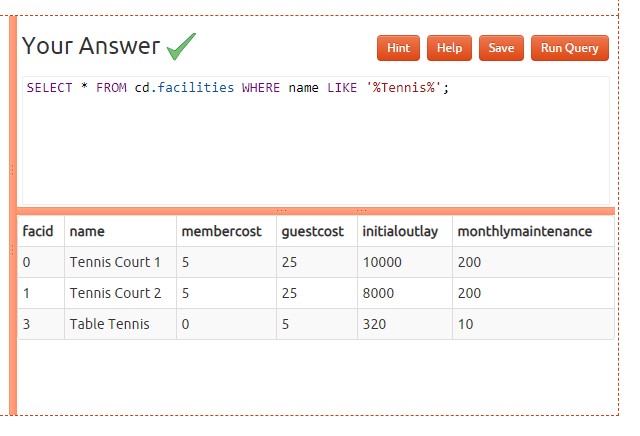 Your Answer
Hint Help Save Run Query
SELECT * FROM cd.facilities WHERE name LIKE '%Tennis%';
facid name membercost guestcost initialoutlay monthlymaintenance
0 Tennis Court 1 5 25 10000 200
1 Tennis Court 2 5 25 8000 200
3 Table Tennis 0 5 320 10